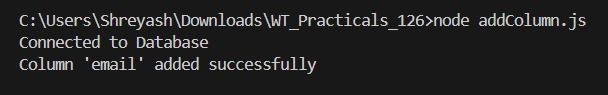 C:\Users\Shreyash\Downloads\WT_Practicals_126>node addColumn.js
Connected to Database
Column 'email' added successfully